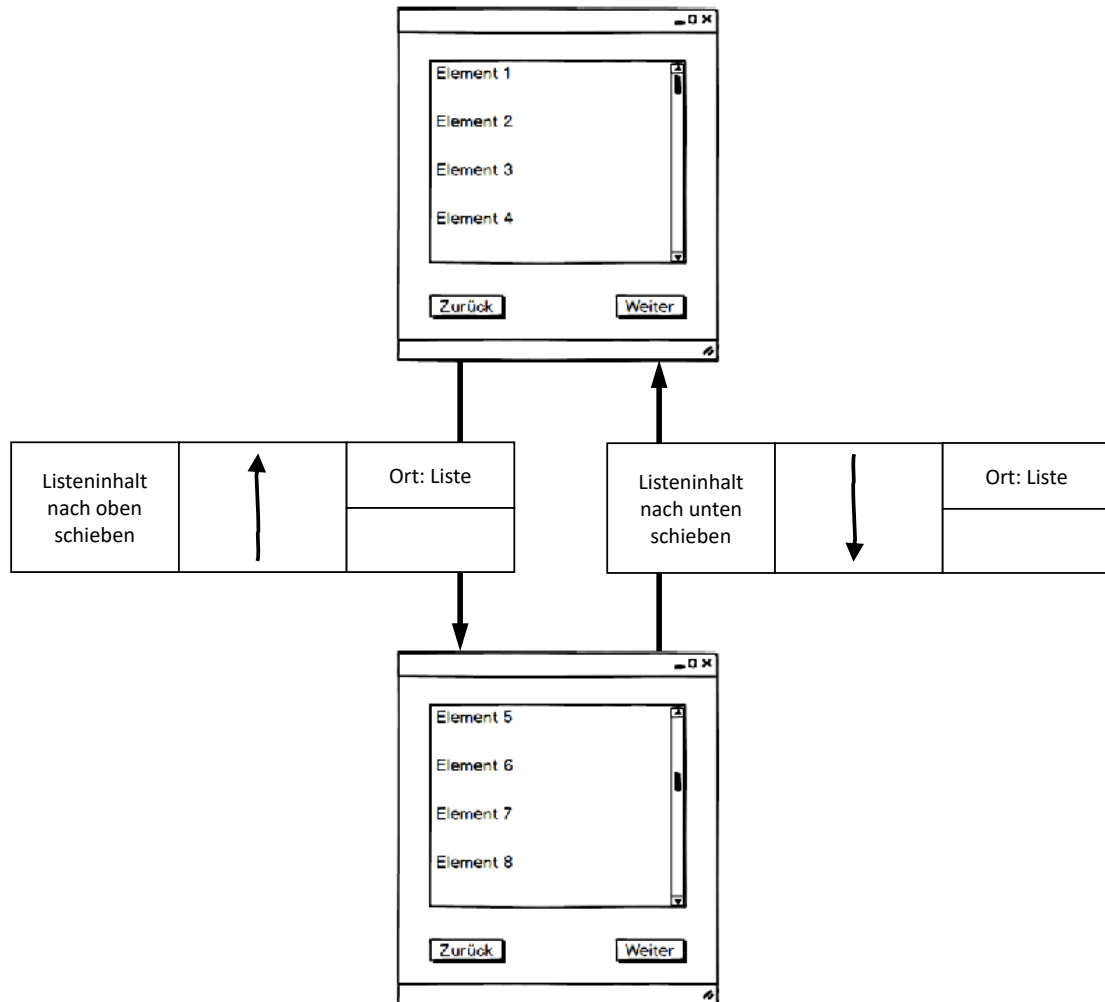 Element 1
Element 2
Element 3
Element 4
Zurück
Weiter
Listeninhalt
nach oben
schieben
Ort: Liste
Listeninhalt
nach unten
schieben
Ort: Liste
Element 5
Element 6
Element 7
Element 8
Zurück
Weiter